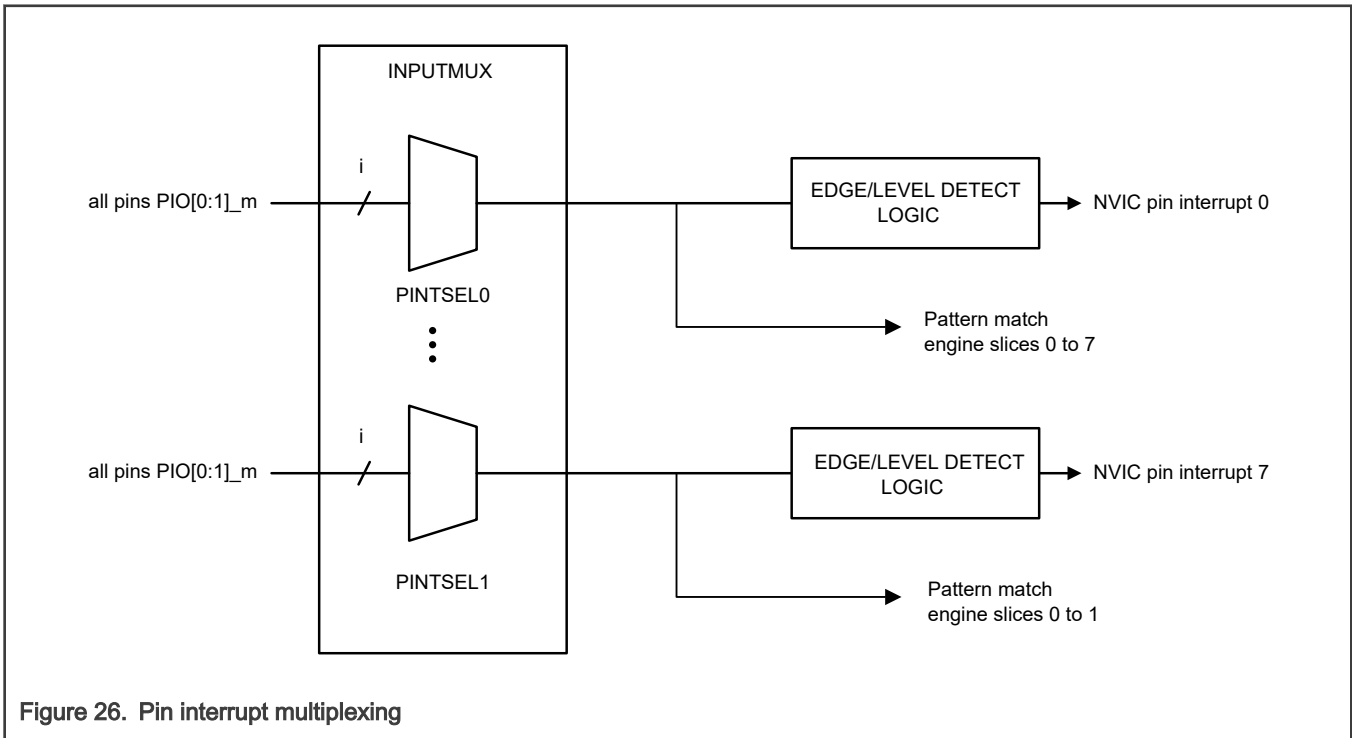 INPUTMUX
i
all pins PIO[0:1]_m
EDGE/LEVEL DETECT
LOGIC
NVIC pin interrupt 0
PINTSEL0
Pattern match
engine slices 0 to 7
i
all pins PIO[0:1]_m
EDGE/LEVEL DETECT
LOGIC
NVIC pin interrupt 7
PINTSEL1
Pattern match
engine slices 0 to 1
Figure 26. Pin interrupt multiplexing